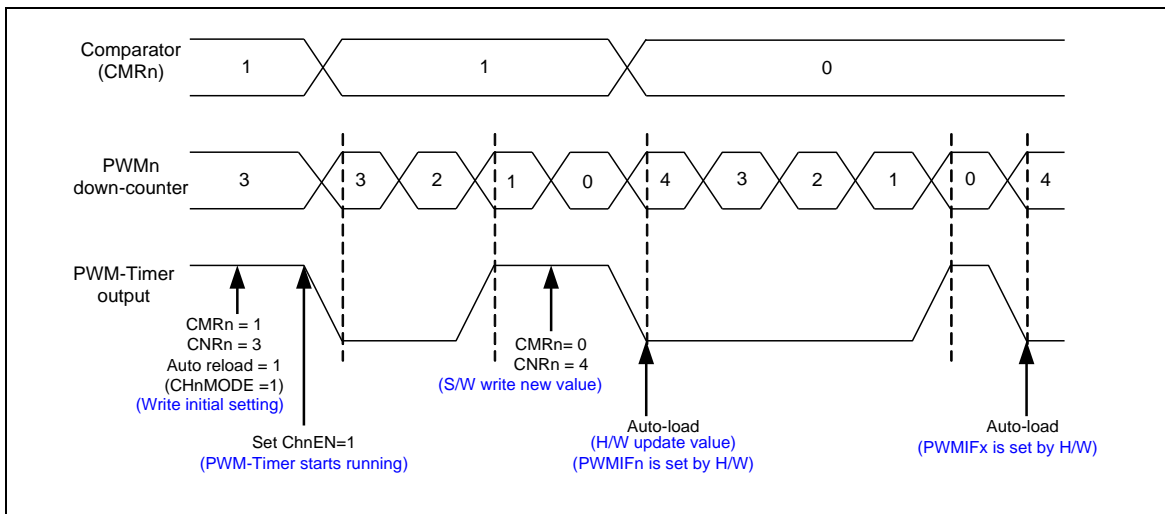 Comparator
(CMRn)
1
1
0
PWMn
down-counter
3
3
2
1
0
4
3
2
1
0
4
PWM-Timer
output
CMRn = 1
CNRn = 3
Auto reload = 1
(CHnMODE =1)
(Write initial setting)
Set ChnEN=1
(PWM-Timer starts running)
CMRn= 0
CNRn = 4
(S/W write new value)
Auto-load
(H/W update value)
(PWMIFn is set by H/W)
Auto-load
(PWMIFx is set by H/W)